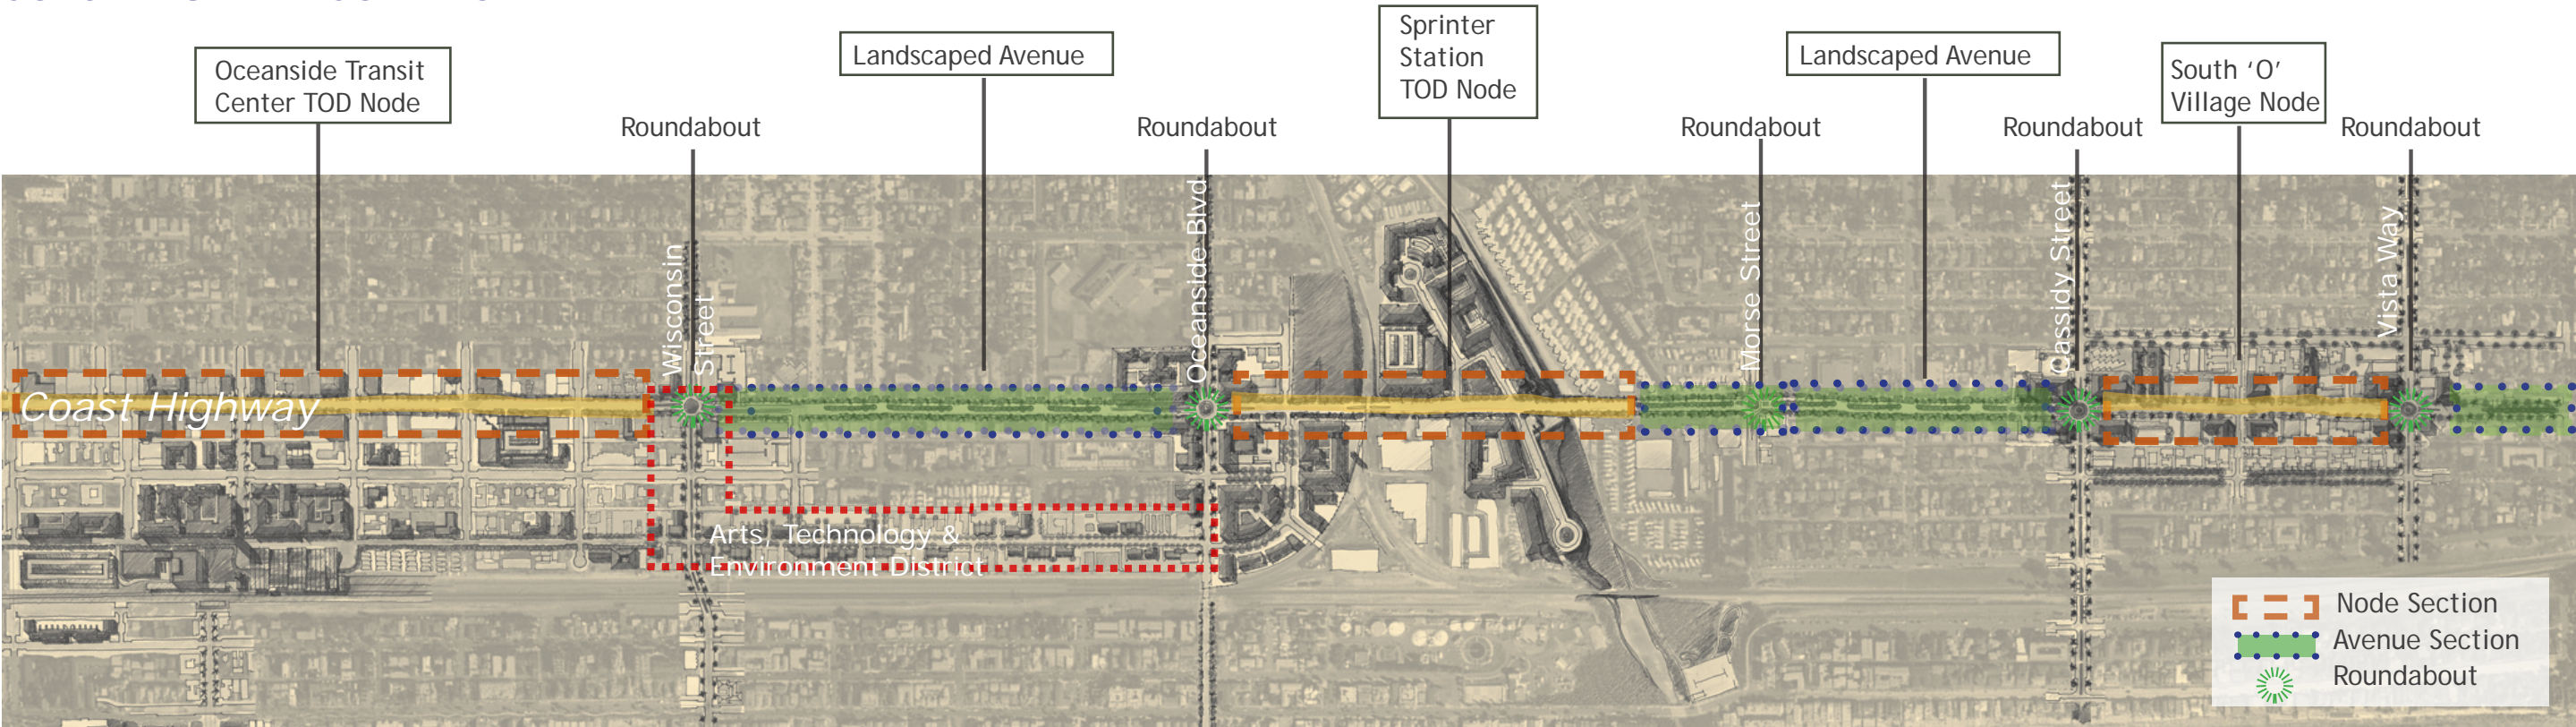 Oceanside Transit
Center TOD Node
Landscaped Avenue
Sprinter
Station
TOD Node
Landscaped Avenue
South ‘O’
Village Node
Roundabout
Roundabout
Roundabout
Roundabout
Roundabout
Wisconsin
Street
Oceanside Blvd
Morse Street
Cassidy Street
Vista Way
Coast Highway
Arts, Technology &
Environment District
Node Section
Avenue Section
Roundabout